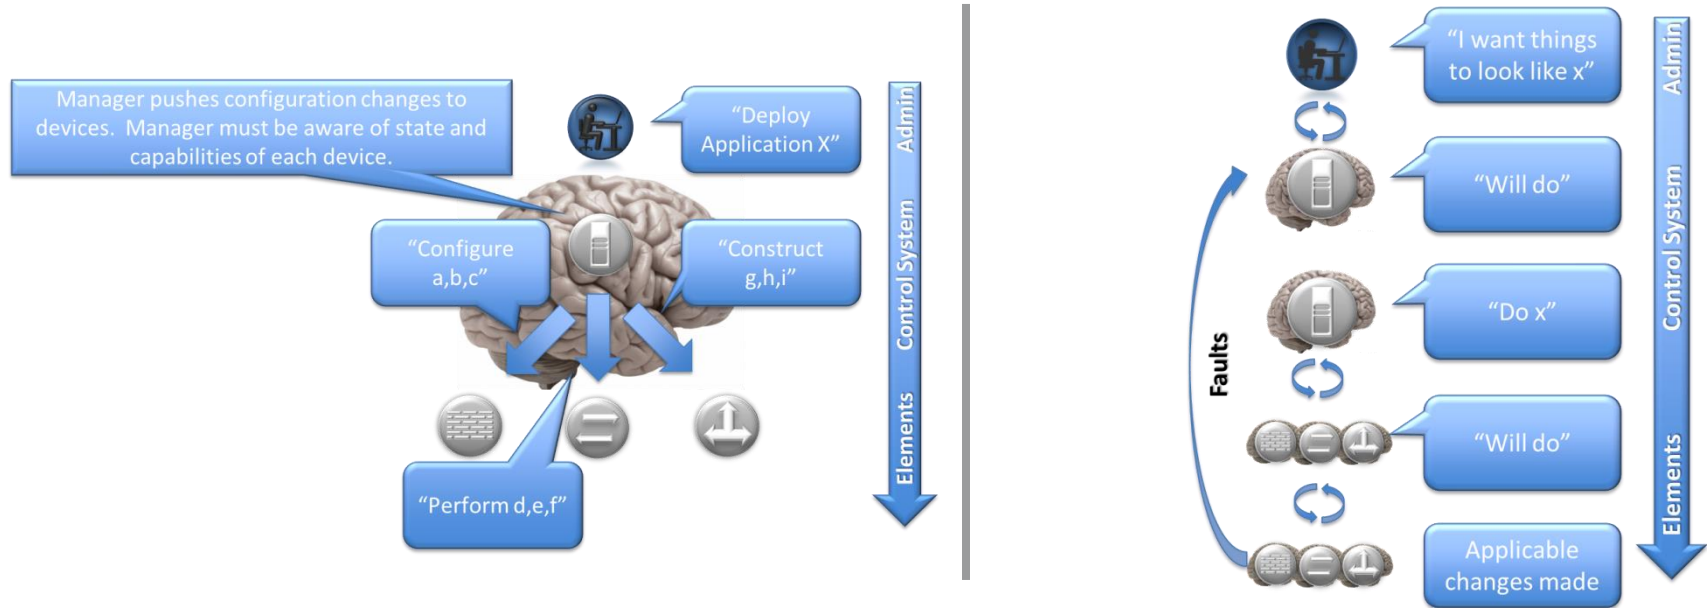 Manager pushes configuration changes to
devices.  Manager must be aware of state and
capabilities of each device.
“Deploy
Application X”
“Configure
a,b,c”
“Construct
g,h,i”
“Perform d,e,f”
Admin
Control System
Elements
“I want things
to look like x”
“Will do”
“Do x”
“Will do”
Applicable
changes made
Faults
Admin
Control System
Elements